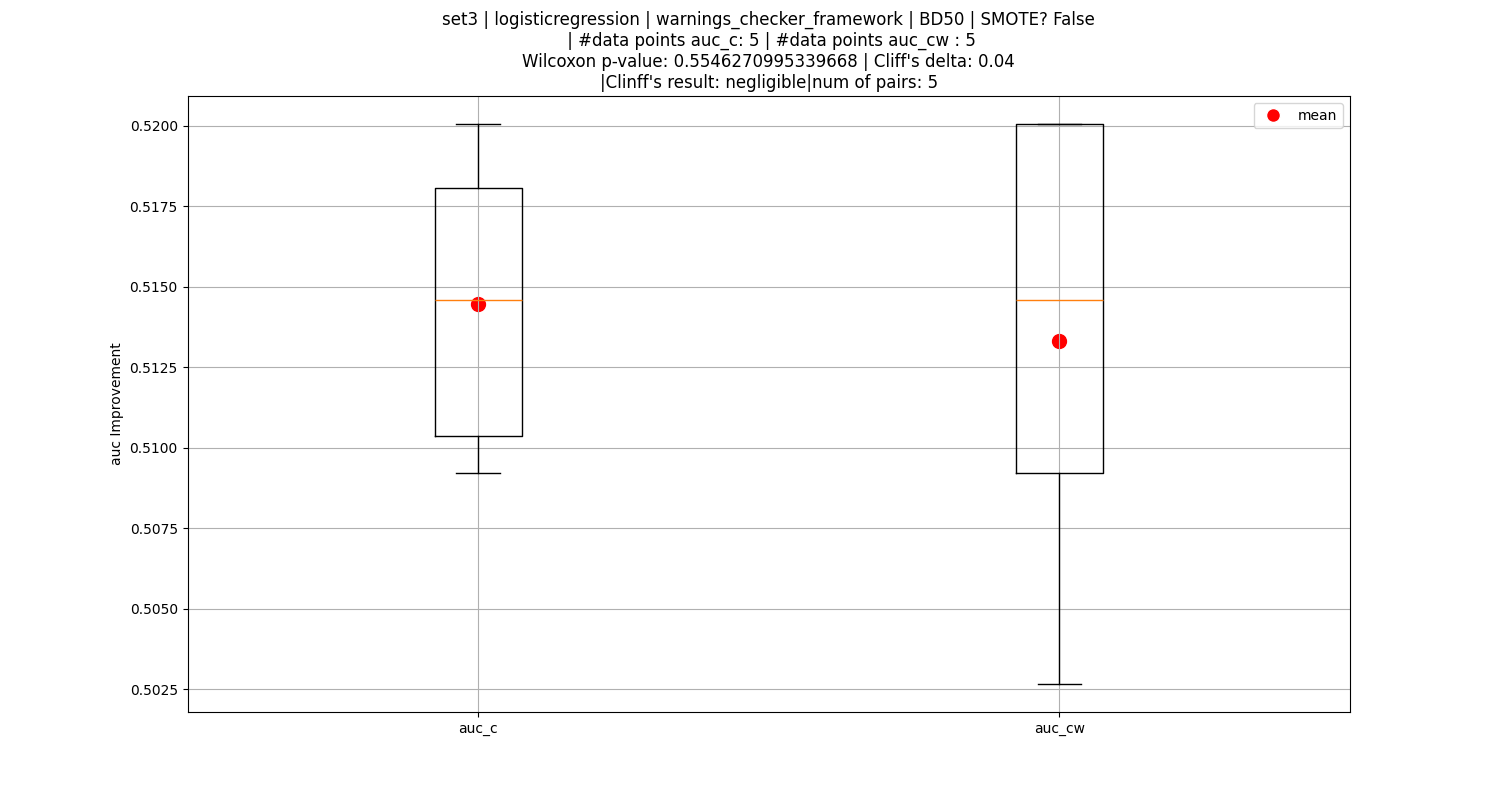 set3 | logisticregression | warnings_checker_framework | BD50 | SMOTE? False
| #data points auc_c: 5 | #data points auc_cw : 5
Wilcoxon p-value: 0.5546270995339668 | Cliff's delta: 0.04
|Clinff's result: negligible|num of pairs: 5
mean
0.5200
0.5175
0.5150
0.5125
0.5100
0.5075
0.5050
0.5025
auc Improvement
auc_c
auc_cw